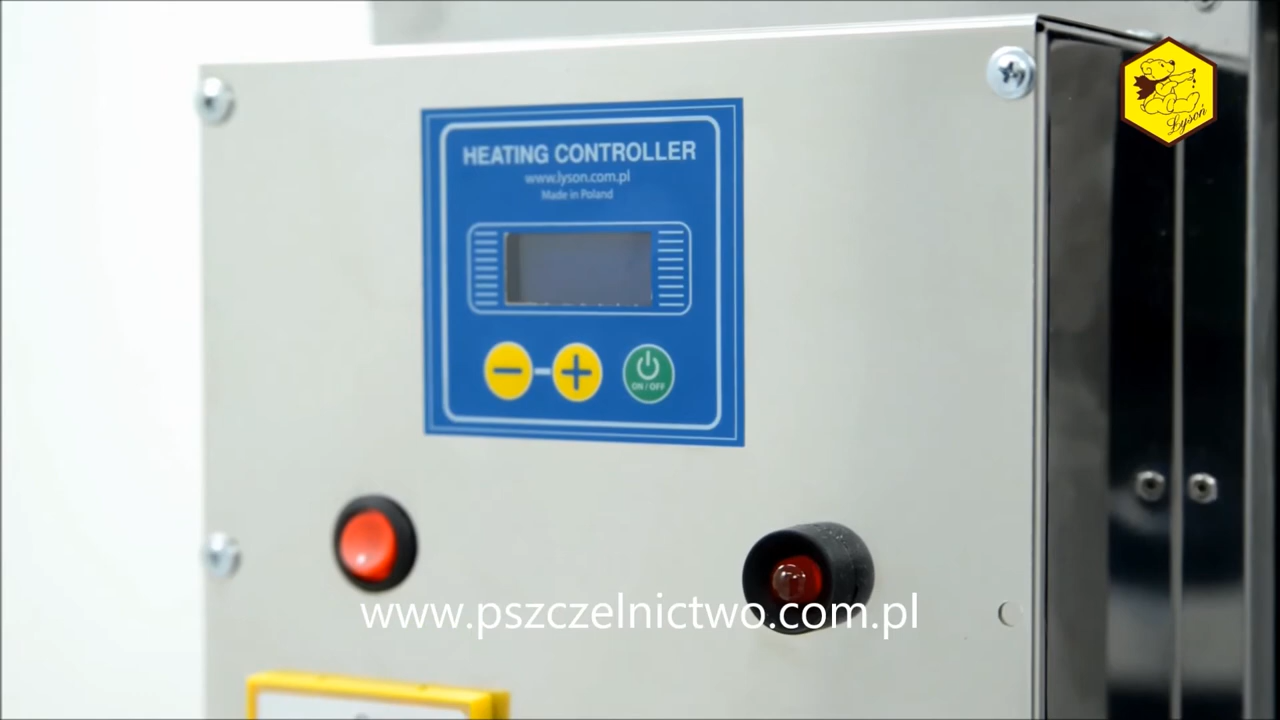 Łysoń
HEATING CONTROLLER
www.lyson.com.pl
Made in Poland
ON / OFF
www.pszczelnictwo.com.pl